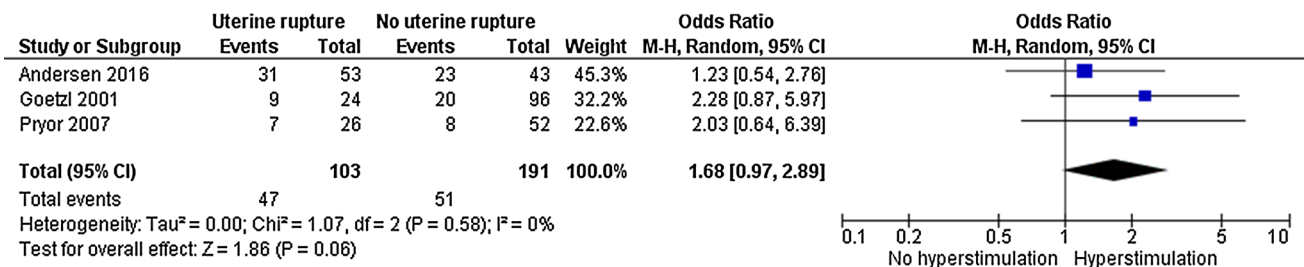 Uterine rupture No uterine rupture Odds Ratio Odds Ratio
Study or Subgroup Events Total Events Total Weight M-H, Random, 95% CI M-H, Random, 95% CI
Andersen 2016 31 53 23 43 45.3% 1.23 [0.54, 2.76]
Goetzl 2001 9 24 20 96 32.2% 2.28 [0.87, 5.97]
Pryor 2007 7 26 8 52 22.6% 2.03 [0.64, 6.39]
Total (95% CI) 103 191 100.0% 1.68 [0.97, 2.89]
Total events 47 51
Heterogeneity: Tau² = 0.00; Chi² = 1.07, df = 2 (P = 0.58); I² = 0%
Test for overall effect: Z = 1.86 (P = 0.06)
0.1 0.2 0.5 1 2 5 10
No hyperstimulation Hyperstimulation